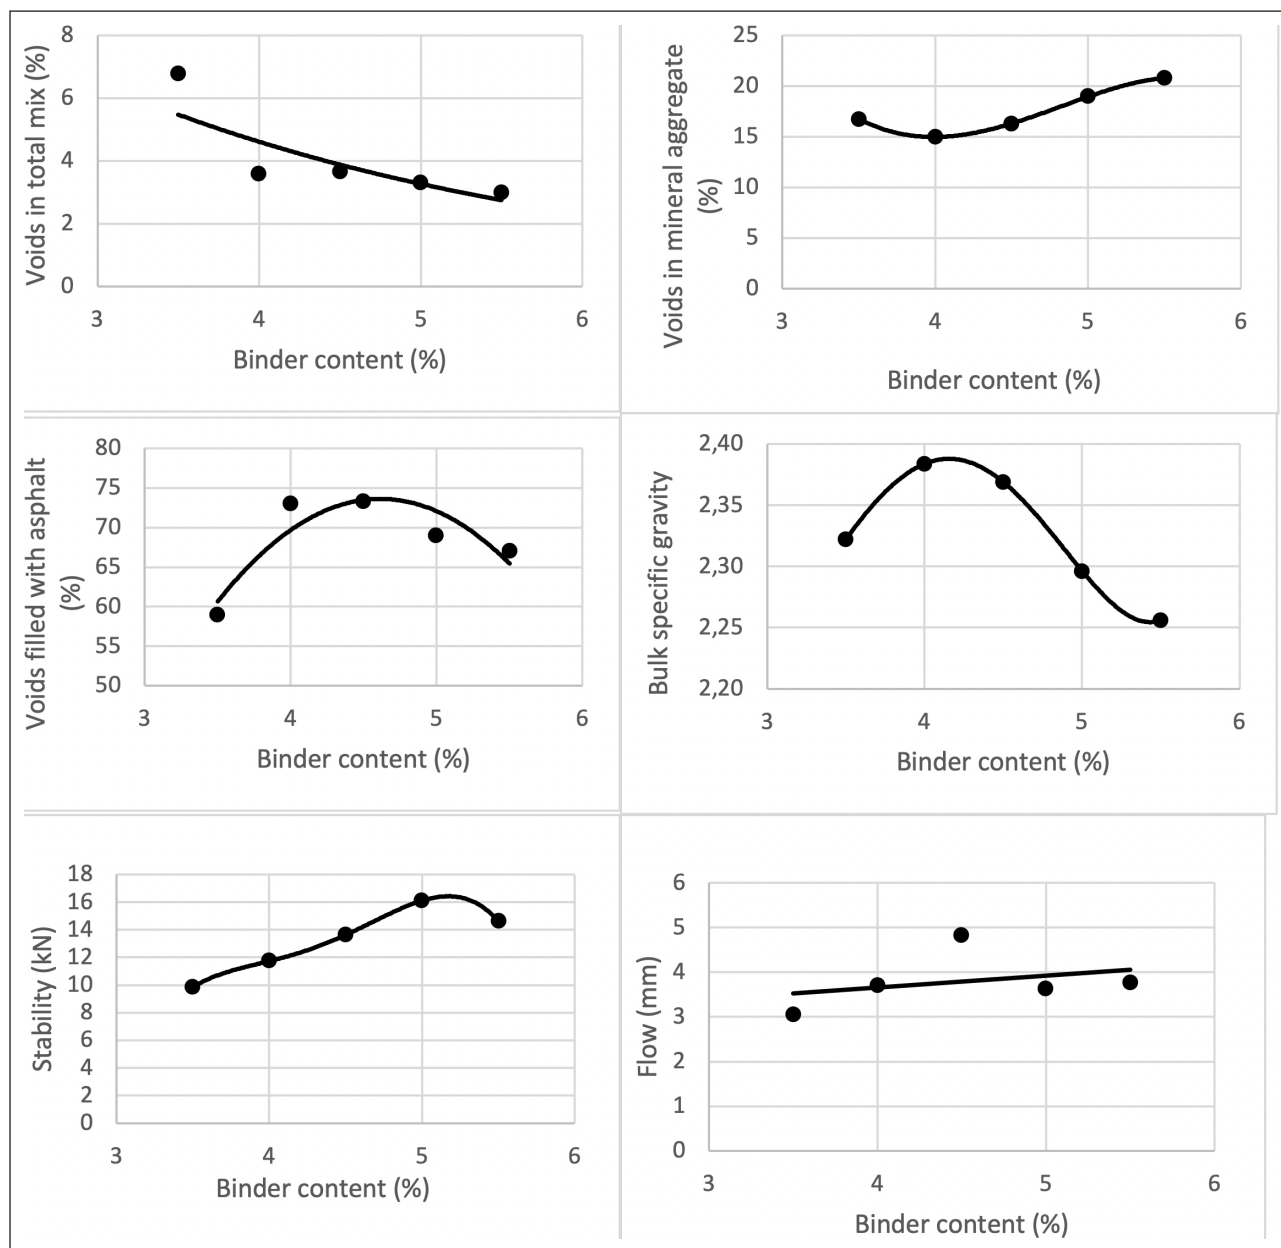 Voids in total mix (%)
8
6
4
2
0
3 4 5 6
Binder content (%)
Voids in mineral aggregate
(%)
25
20
15
10
5
0
3 4 5 6
Binder content (%)
Voids filled with asphalt
(%)
80
75
70
65
60
55
50
3 4 5 6
Binder content (%)
Bulk specific gravity
2,40
2,35
2,30
2,25
2,20
3 4 5 6
Binder content (%)
Stability (kN)
18
16
14
12
10
8
6
4
2
0
3 4 5 6
Binder content (%)
Flow (mm)
6
5
4
3
2
1
0
3 4 5 6
Binder content (%)